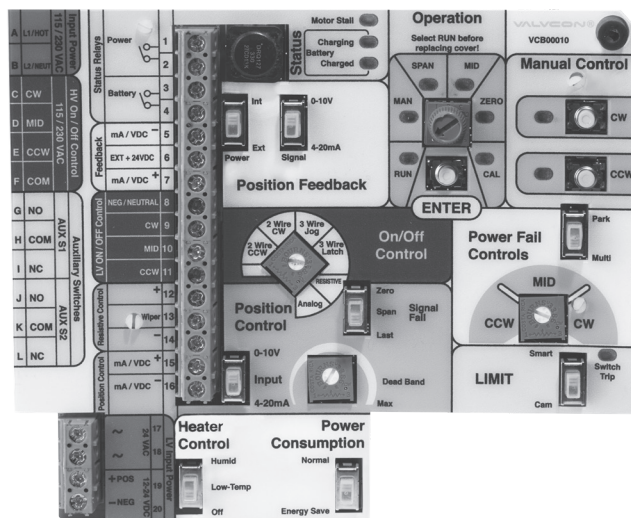 Input Power
115 / 230 VAC
A L1/HOT
B L2/NEUT
HV On / Off Control
115 / 230 VAC
C CW
D MID
E CCW
F COM
Auxiliary Switches
AUX S1
G NO
H COM
I NC
AUX S2
J NO
K COM
L NC
Status Relays
Power
1
2
Battery
3
4
Feedback
mA / VDC − 5
EXT + 24VDC 6
mA / VDC + 7
LV ON / OFF Control
NEG / NEUTRAL 8
CW 9
MID 10
CCW 11
Resistive Control
+ 12
Wiper 13
− 14
Position Control
mA / VDC + 15
mA / VDC − 16
LV Input Power
24 VAC
~ 17
~ 18
12-24 VDC
+ POS 19
− NEG 20
Status
Motor Stall
Charging
Battery
Charged
Int
Ext
Power
0-10V
4-20mA
Signal
Position Feedback
Operation
Select RUN before
replacing cover!
SPAN
MID
MAN
ZERO
RUN
CAL
ENTER
VALVCON
VCB00010
Manual Control
CW
CCW
2 Wire
CCW
2 Wire
CW
3 Wire
Jog
3 Wire
Latch
RESISTIVE
Analog
On/Off
Control
Position
Control
Zero
Span
Last
Signal
Fail
0-10V
Input
4-20mA
Dead Band
Max
Power Fail
Controls
Park
Multi
MID
CCW
CW
LIMIT
Smart
Cam
Switch
Trip
Heater
Control
Humid
Low-Temp
Off
Power
Consumption
Normal
Energy Save